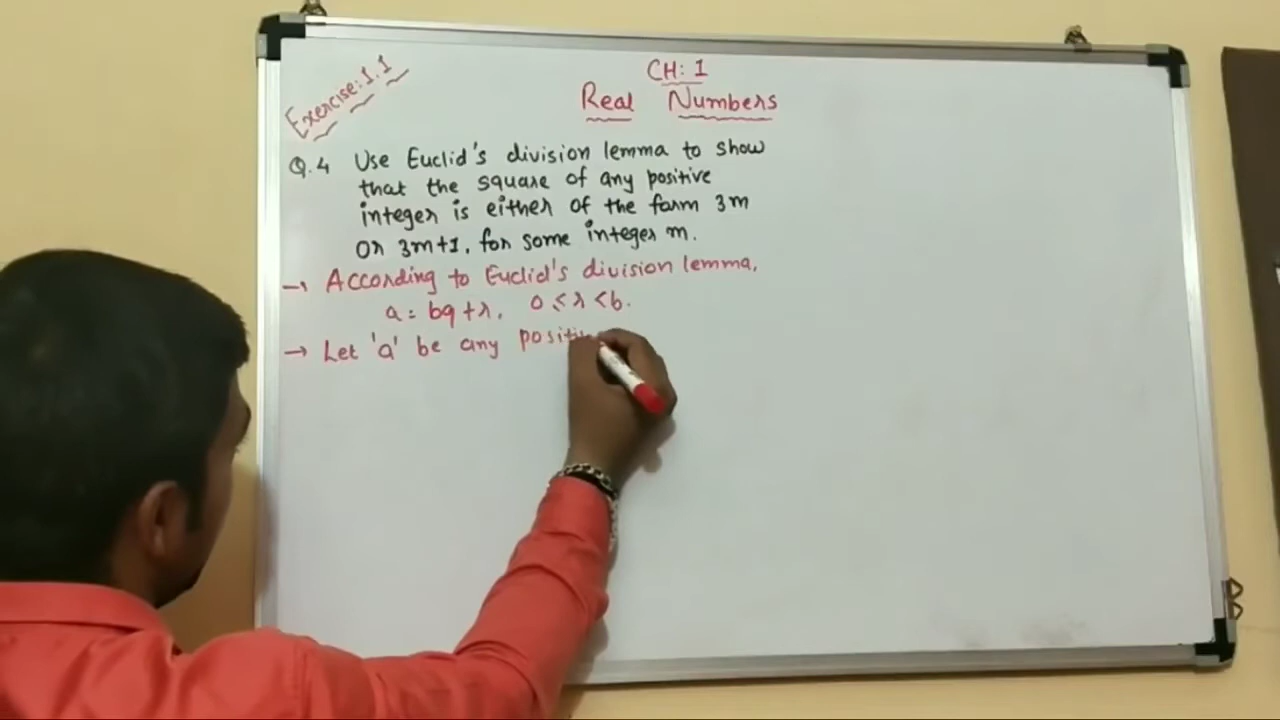 Exercise: 1.1
CH: 1
Real Numbers
Q.4 Use Euclid's division lemma to show
that the square of any positive
integer is either of the form 3m
or 3m+1, for some integer m.
→ According to Euclid's division lemma,
a = bq + r, 0 ≤ r < b.
→ Let 'a' be any